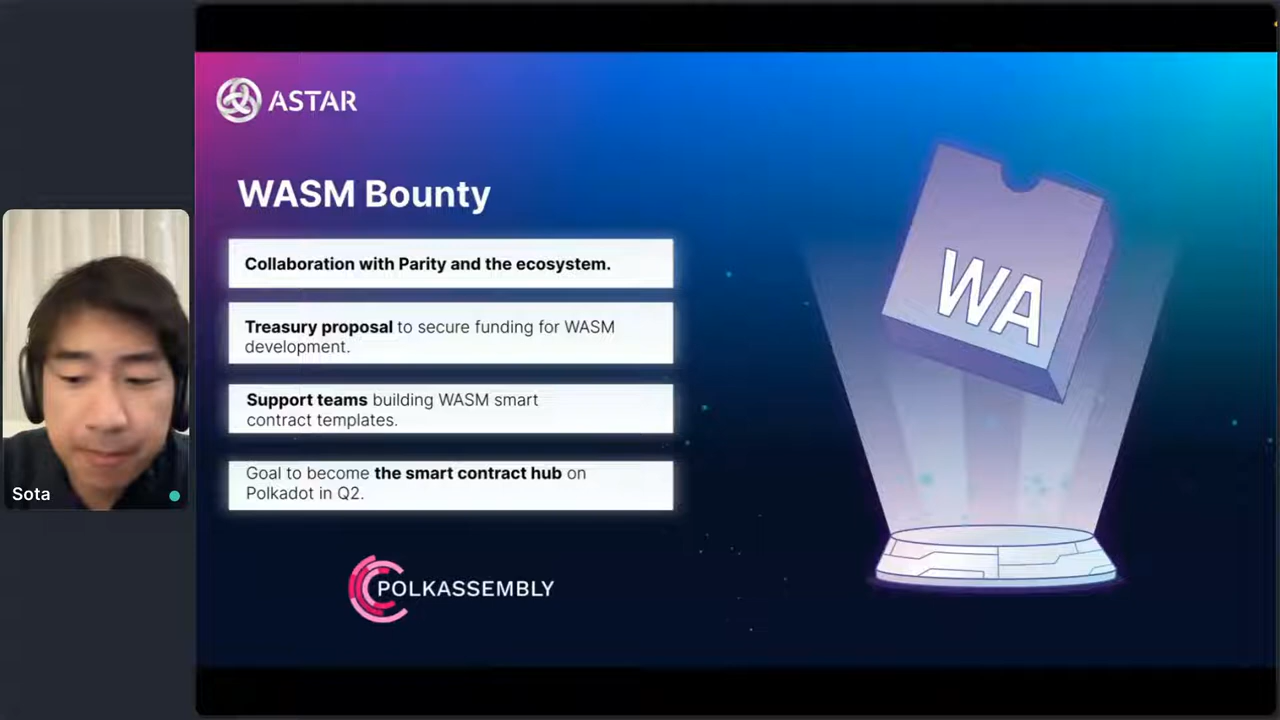 ASTAR
WASM Bounty
Collaboration with Parity and the ecosystem.
Treasury proposal to secure funding for WASM
development.
Support teams building WASM smart
contract templates.
Goal to become the smart contract hub on
Polkadot in Q2.
POLKASSEMBLY
WA
Sota